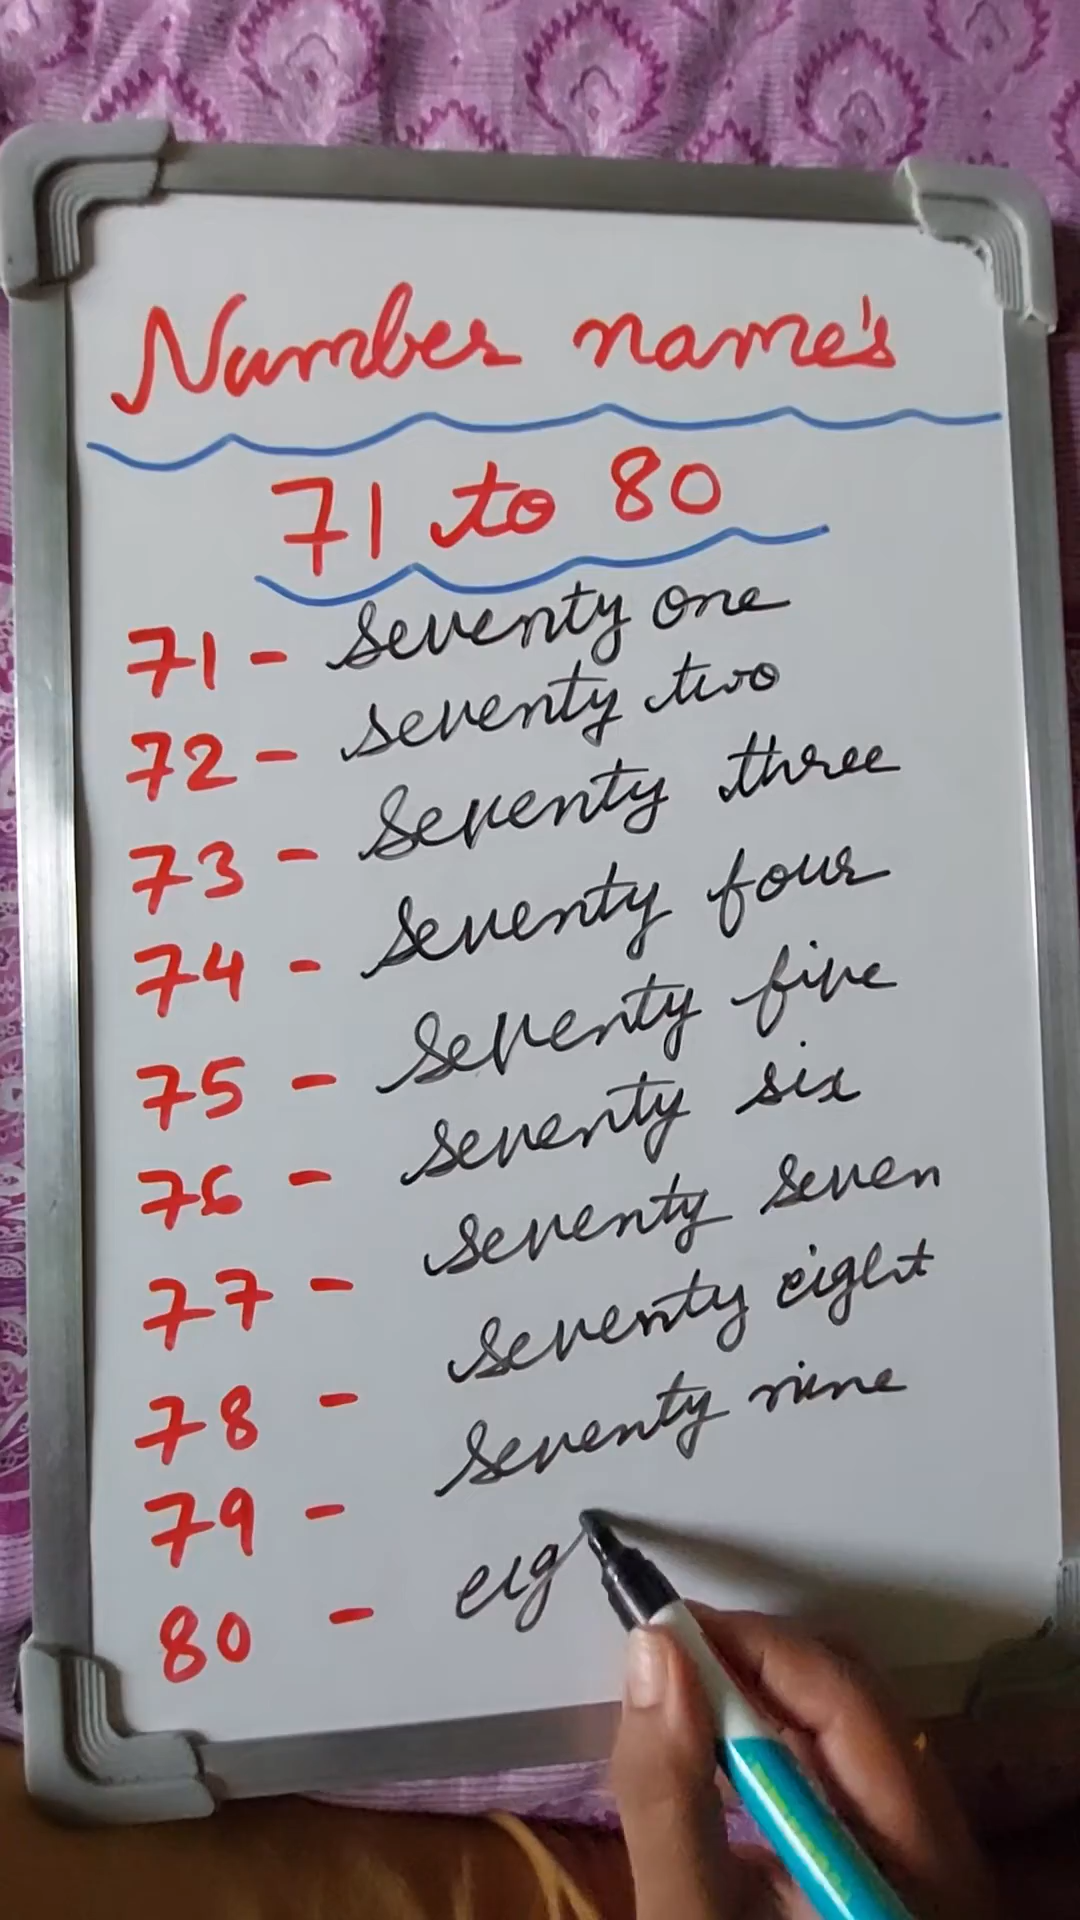 Number name's
71 to 80
71 - Seventy one
72 - seventy two
73 - Seventy three
74 - Seventy four
75 - Seventy five
76 - seventy six
77 - seventy seven
78 - seventy eight
79 - Seventy nine
80 - eig